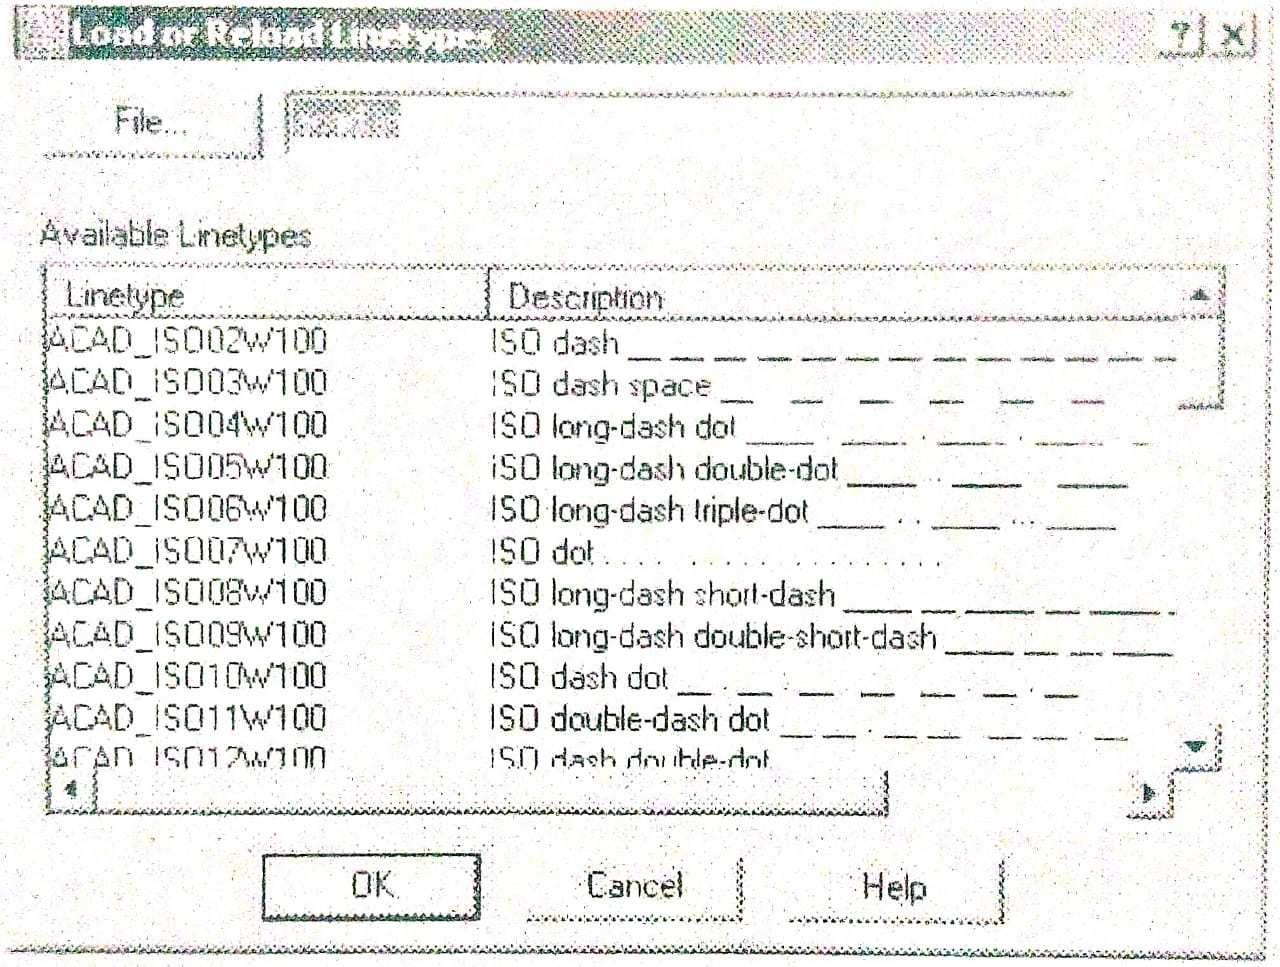 Load or Reload Linetypes
? X
File...
Available Linetypes
Linetype Description
ACAD_ISO02W100 ISO dash __ __ __ __ __ __ __ __ __ __ __ __ __
ACAD_ISO03W100 ISO dash space __ __ __ __ __ __
ACAD_ISO04W100 ISO long-dash dot ____ . ____ . ____ . ____ _
ACAD_ISO05W100 ISO long-dash double-dot ____ .. ____ ____
ACAD_ISO06W100 ISO long-dash triple-dot ____ . . ____ ... ____
ACAD_ISO07W100 ISO dot . . . . . . . . . . . . . . . . . . . .
ACAD_ISO08W100 ISO long-dash short-dash ____ __ ____ __ ____ _
ACAD_ISO09W100 ISO long-dash double-short-dash ____ __ __ ____
ACAD_ISO10W100 ISO dash dot __ . __ . __ . __ . __ . __
ACAD_ISO11W100 ISO double-dash dot __ __ . __ __ . __ __
ACAD_ISO12W100 ISO dash double-dot
OK Cancel Help